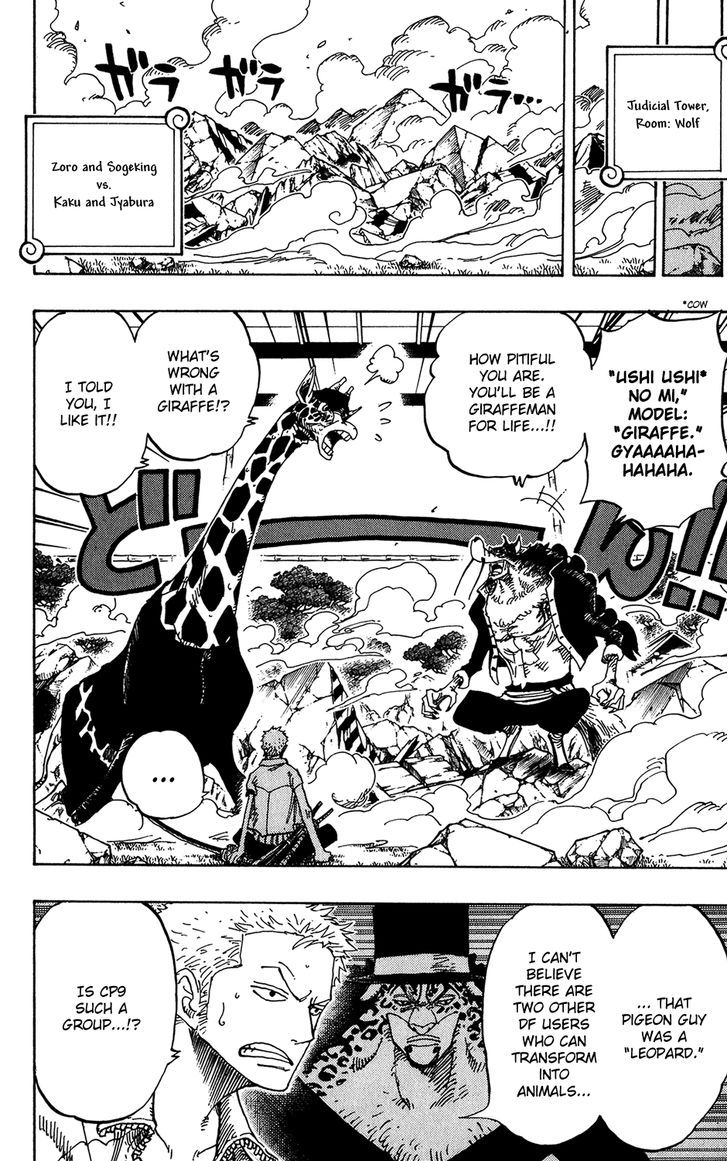 Judicial Tower,
Room: Wolf
ガラ
ガラ
ガラ…
Zoro and Sogeking
vs.
Kaku and Jyabura
*COW
"USHI USHI*
NO MI,"
MODEL:
"GIRAFFE."
GYAAAAHA-
HAHAHA.
HOW PITIFUL
YOU ARE.
YOU'LL BE A
GIRAFFEMAN
FOR LIFE...!!
WHAT'S
WRONG
WITH A
GIRAFFE!?
I TOLD
YOU, I
LIKE IT!!
どーん!!
...
... THAT
PIGEON GUY
WAS A
"LEOPARD."
I CAN'T
BELIEVE
THERE ARE
TWO OTHER
DF USERS
WHO CAN
TRANSFORM
INTO
ANIMALS...
IS CP9
SUCH A
GROUP...!?